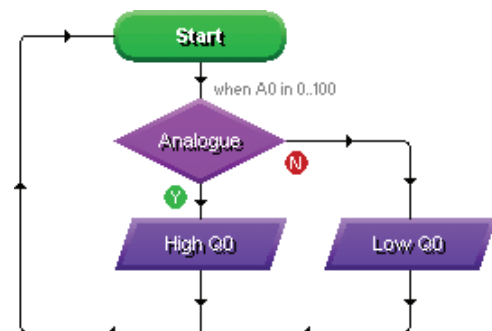 Start
when A0 in 0..100
Analogue
N
Y
High Q0
Low Q0